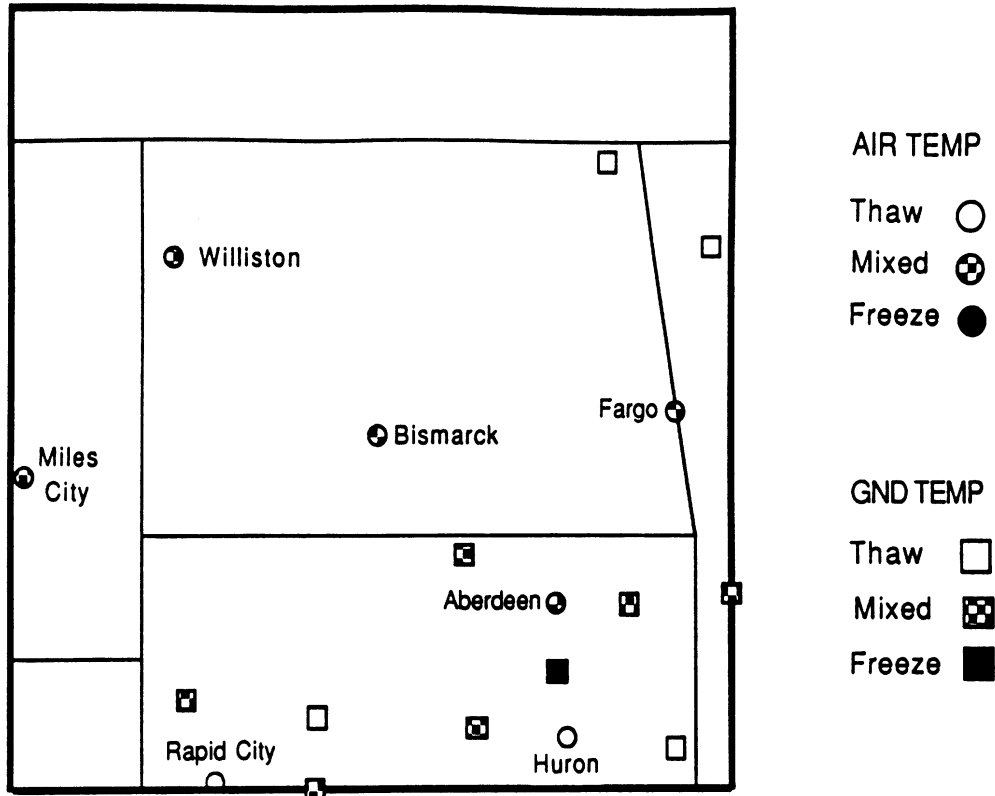 AIR TEMP
Thaw
Mixed
Freeze
Williston
Fargo
Bismarck
Miles
City
GND TEMP
Thaw
Mixed
Freeze
Aberdeen
Rapid City
Huron